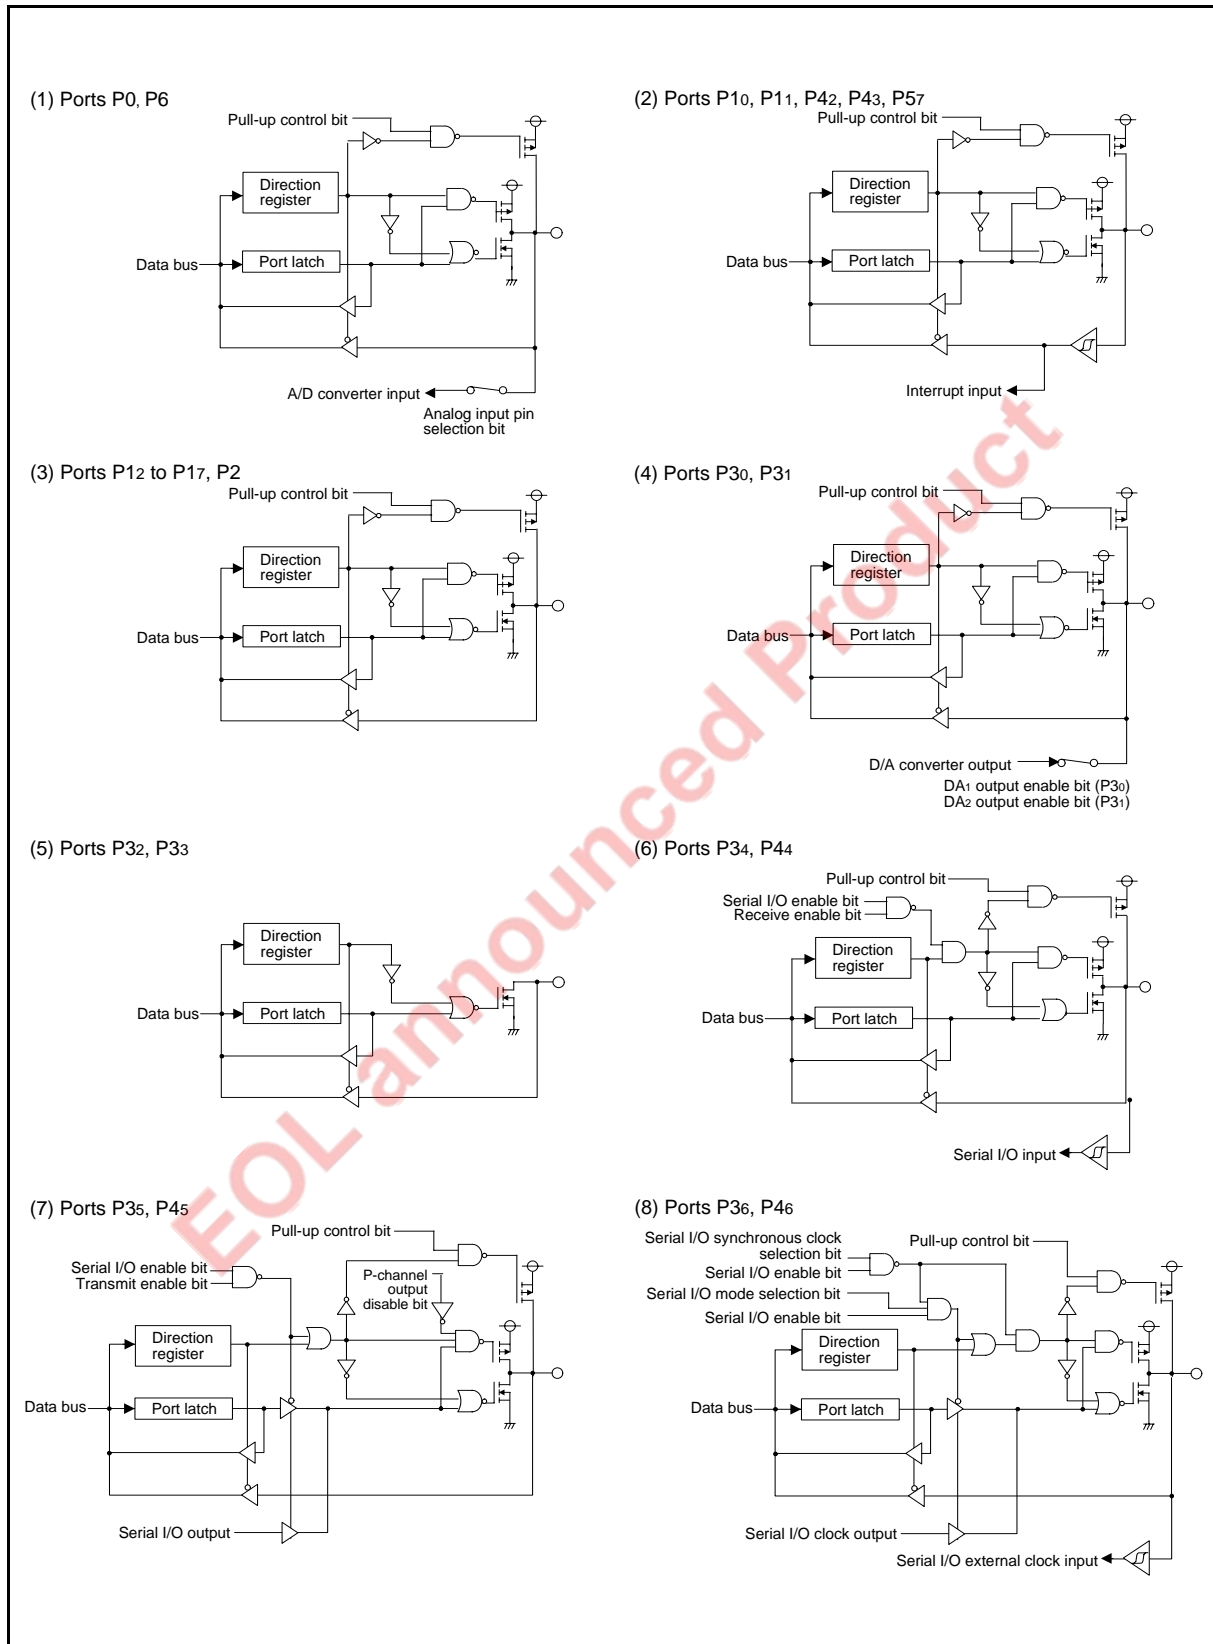 (1) Ports P0, P6
Pull-up control bit
Direction
register
Data bus
Port latch
A/D converter input
Analog input pin
selection bit
(2) Ports P10, P11, P42, P43, P57
Pull-up control bit
Direction
register
Data bus
Port latch
Interrupt input
(3) Ports P12 to P17, P2
Pull-up control bit
Direction
register
Data bus
Port latch
(4) Ports P30, P31
Pull-up control bit
Direction
register
Data bus
Port latch
D/A converter output
DA1 output enable bit (P30)
DA2 output enable bit (P31)
(5) Ports P32, P33
Direction
register
Data bus
Port latch
(6) Ports P34, P44
Pull-up control bit
Serial I/O enable bit
Receive enable bit
Direction
register
Data bus
Port latch
Serial I/O input
(7) Ports P35, P45
Pull-up control bit
Serial I/O enable bit
Transmit enable bit
P-channel
output
disable bit
Direction
register
Data bus
Port latch
Serial I/O output
(8) Ports P36, P46
Serial I/O synchronous clock
selection bit
Serial I/O enable bit
Pull-up control bit
Serial I/O mode selection bit
Serial I/O enable bit
Direction
register
Data bus
Port latch
Serial I/O clock output
Serial I/O external clock input
EOL announced Product